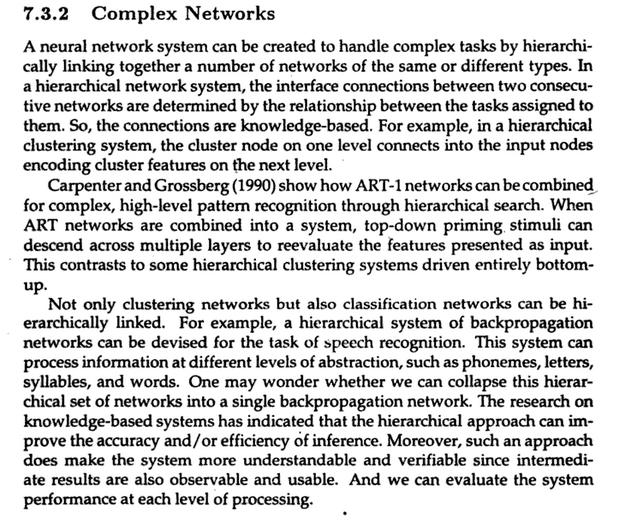 7.3.2 Complex Networks
A neural network system can be created to handle complex tasks by hierarchi-
cally linking together a number of networks of the same or different types. In
a hierarchical network system, the interface connections between two consecu-
tive networks are determined by the relationship between the tasks assigned to
them. So, the connections are knowledge-based. For example, in a hierarchical
clustering system, the cluster node on one level connects into the input nodes
encoding cluster features on the next level.
Carpenter and Grossberg (1990) show how ART-1 networks can be combined
for complex, high-level pattern recognition through hierarchical search. When
ART networks are combined into a system, top-down priming stimuli can
descend across multiple layers to reevaluate the features presented as input.
This contrasts to some hierarchical clustering systems driven entirely bottom-
up.
Not only clustering networks but also classification networks can be hi-
erarchically linked. For example, a hierarchical system of backpropagation
networks can be devised for the task of speech recognition. This system can
process information at different levels of abstraction, such as phonemes, letters,
syllables, and words. One may wonder whether we can collapse this hierar-
chical set of networks into a single backpropagation network. The research on
knowledge-based systems has indicated that the hierarchical approach can im-
prove the accuracy and/or efficiency of inference. Moreover, such an approach
does make the system more understandable and verifiable since intermedi-
ate results are also observable and usable. And we can evaluate the system
performance at each level of processing.